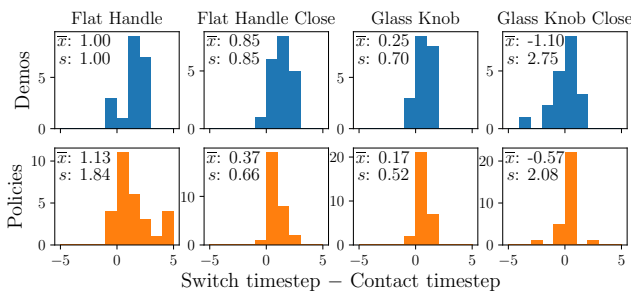 Flat Handle Flat Handle Close Glass Knob Glass Knob Close
Demos
5
0
x̅: 1.00
s: 1.00
5
0
x̅: 0.85
s: 0.85
5
0
x̅: 0.25
s: 0.70
5
0
x̅: -1.10
s: 2.75
Policies
10
5
0
x̅: 1.13
s: 1.84
10
0
x̅: 0.37
s: 0.66
20
10
0
x̅: 0.17
s: 0.52
20
10
0
x̅: -0.57
s: 2.08
−5 0 5 −5 0 5 −5 0 5 −5 0 5
Switch timestep − Contact timestep